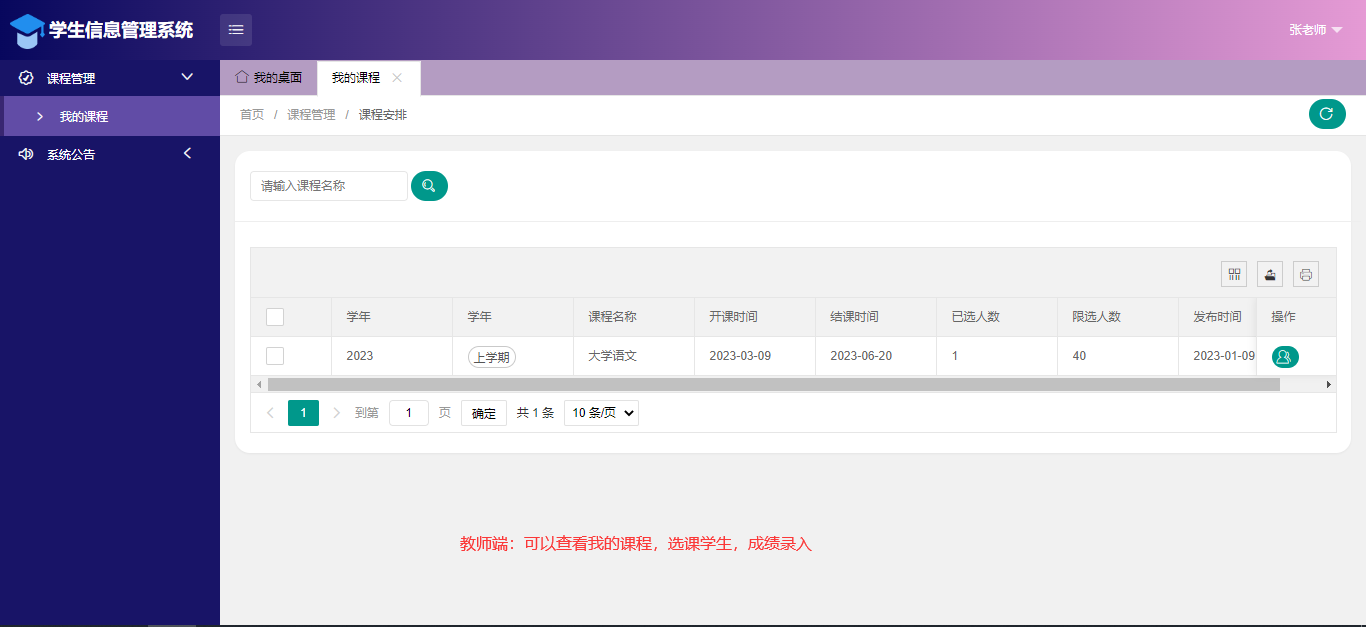 学生信息管理系统
张老师
课程管理
我的课程
系统公告
我的桌面
我的课程
首页 / 课程管理 / 课程安排
请输入课程名称
学年 学年 课程名称 开课时间 结课时间 已选人数 限选人数 发布时间 操作
2023 上学期 大学语文 2023-03-09 2023-06-20 1 40 2023-01-09
1 到第 1 页 确定 共 1 条 10 条/页
教师端：可以查看我的课程，选课学生，成绩录入